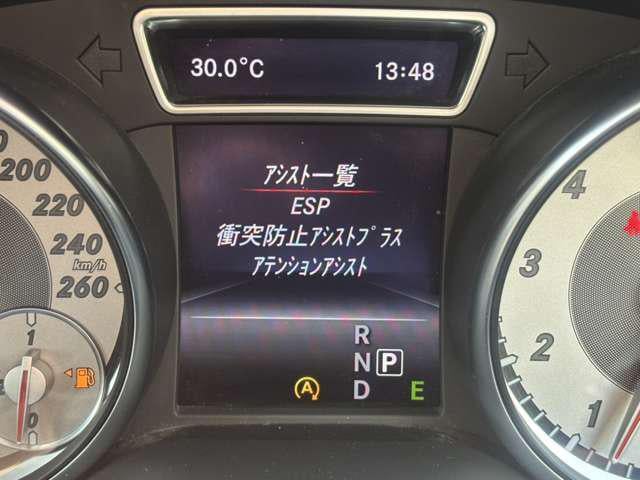 30.0°C 13:48
アシスト一覧
ESP
衝突防止アシストプラス
アテンションアシスト
R
N P
D E
A
200
220
240
km/h
260
1
0
4
3
2
1